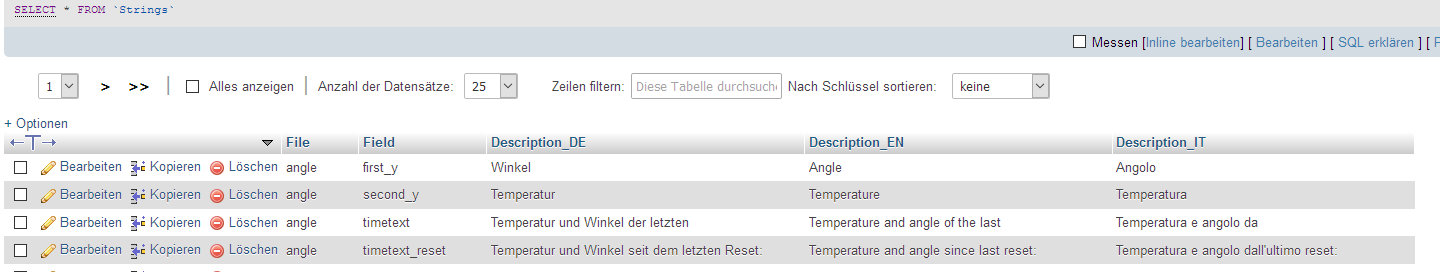 SELECT * FROM `Strings`
Messen [Inline bearbeiten] [ Bearbeiten ] [ SQL erklären ] [
1 > >> | Alles anzeigen | Anzahl der Datensätze: 25 Zeilen filtern: Diese Tabelle durchsuche Nach Schlüssel sortieren: keine
+ Optionen
File Field Description_DE Description_EN Description_IT
Bearbeiten Kopieren Löschen angle first_y Winkel Angle Angolo
Bearbeiten Kopieren Löschen angle second_y Temperatur Temperature Temperatura
Bearbeiten Kopieren Löschen angle timetext Temperatur und Winkel der letzten Temperature and angle of the last Temperatura e angolo da
Bearbeiten Kopieren Löschen angle timetext_reset Temperatur und Winkel seit dem letzten Reset: Temperature and angle since last reset: Temperatura e angolo dall'ultimo reset: